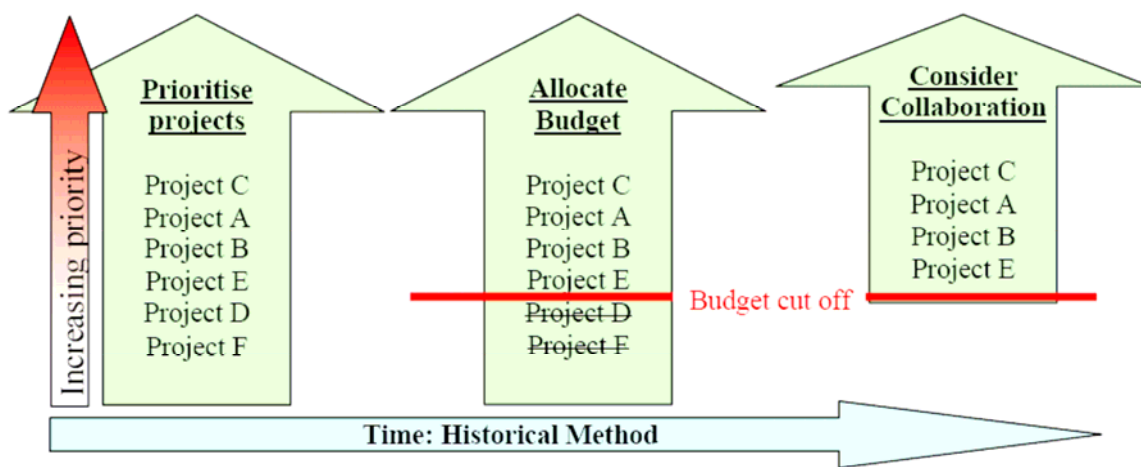 Increasing priority
Prioritise
projects
Project C
Project A
Project B
Project E
Project D
Project F
Allocate
Budget
Project C
Project A
Project B
Project E
Project D
Project F
Budget cut off
Consider
Collaboration
Project C
Project A
Project B
Project E
Time: Historical Method